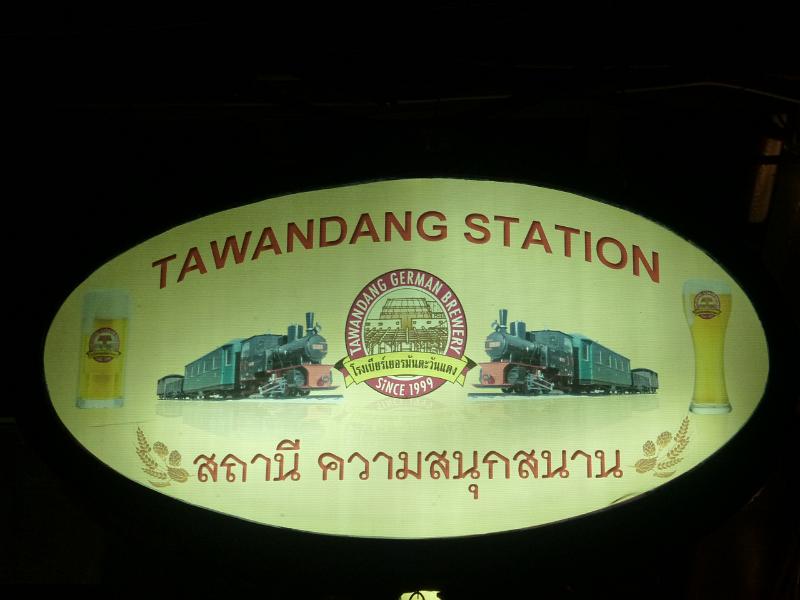 TAWANDANG STATION
TAWANDANG GERMAN BREWERY
โรงเบียร์เยอรมันตะวันแดง
SINCE 1999
สถานี ความสนุกสนาน